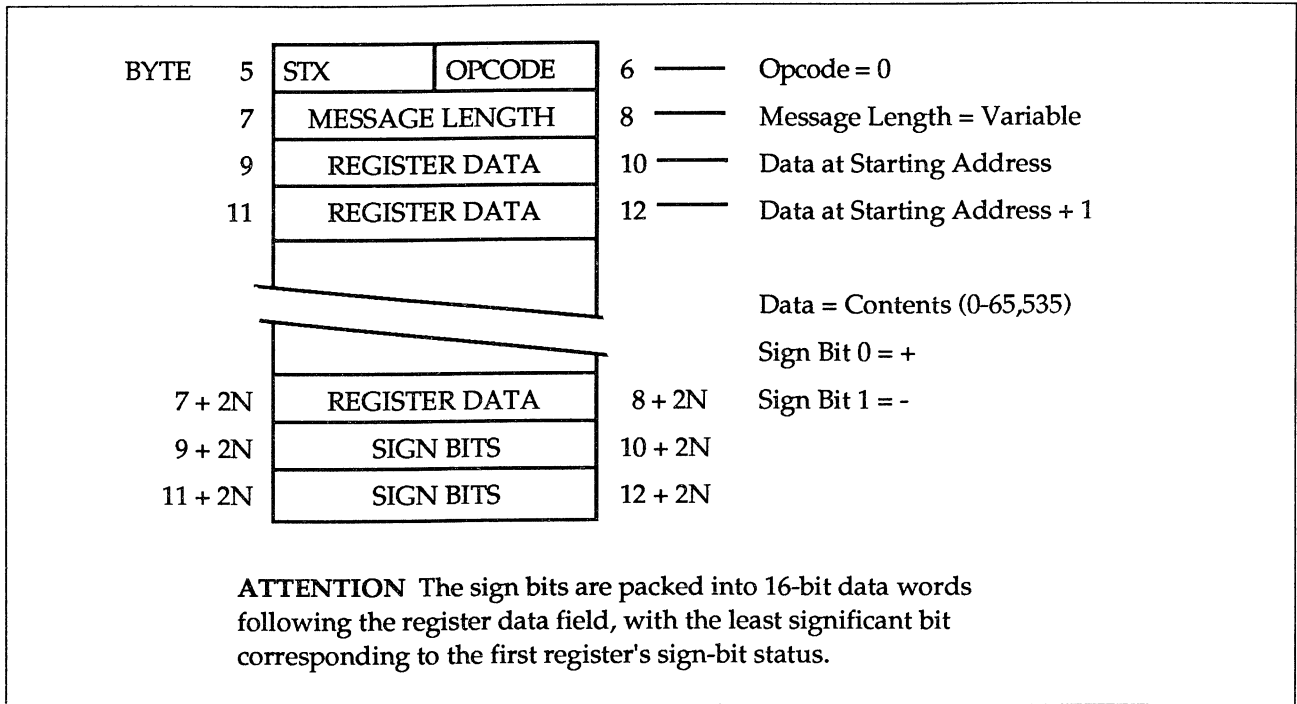 BYTE 5 STX OPCODE 6 Opcode = 0
7 MESSAGE LENGTH 8 Message Length = Variable
9 REGISTER DATA 10 Data at Starting Address
11 REGISTER DATA 12 Data at Starting Address + 1
Data = Contents (0-65,535)
Sign Bit 0 = +
7 + 2N REGISTER DATA 8 + 2N Sign Bit 1 = -
9 + 2N SIGN BITS 10 + 2N
11 + 2N SIGN BITS 12 + 2N
ATTENTION The sign bits are packed into 16-bit data words
following the register data field, with the least significant bit
corresponding to the first register's sign-bit status.